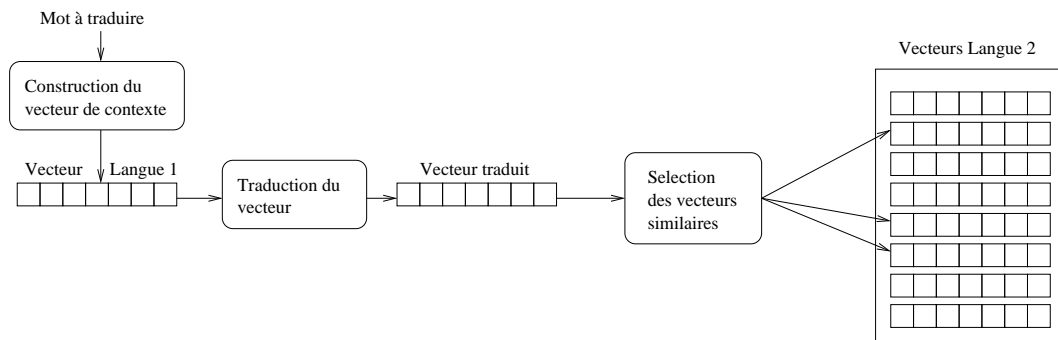 Mot à traduire
Construction du
vecteur de contexte
Vecteur Langue 1
Traduction du
vecteur
Vecteur traduit
Selection
des vecteurs
similaires
Vecteurs Langue 2